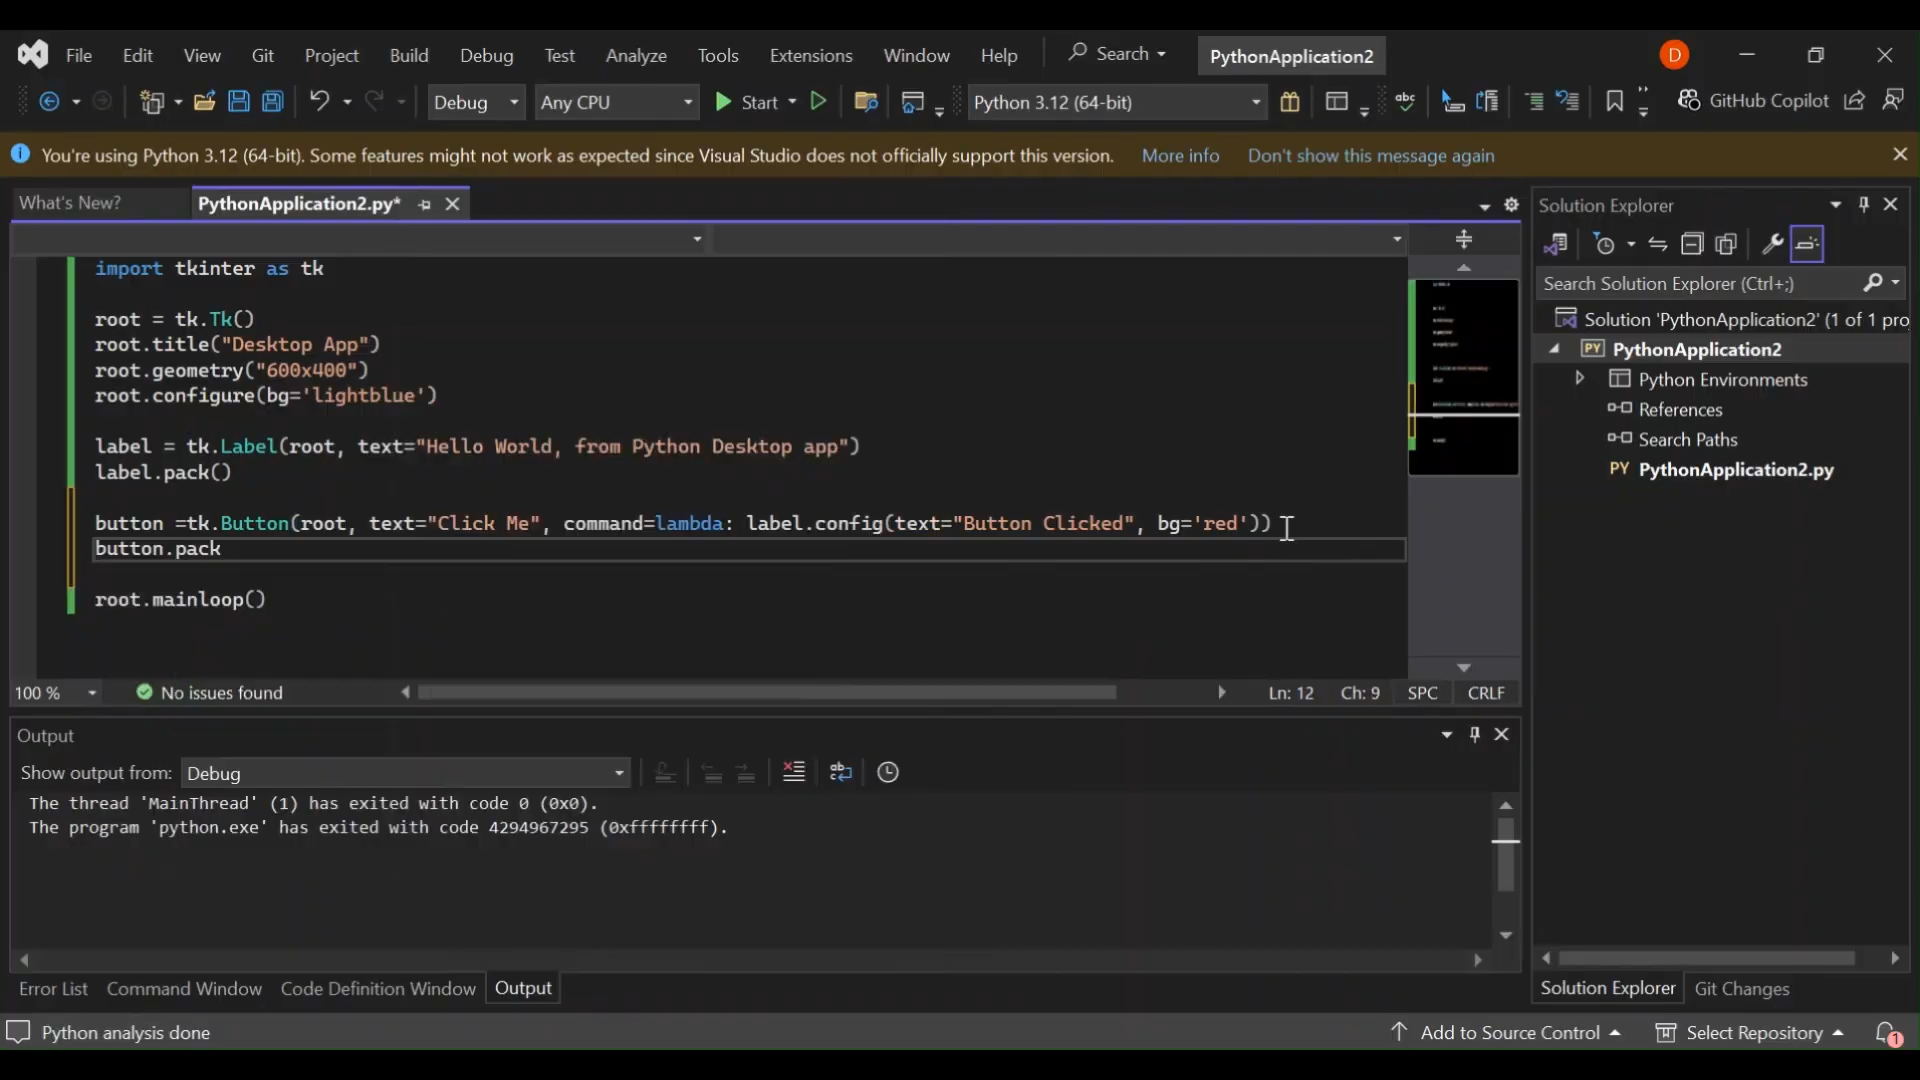 File Edit View Git Project Build Debug Test Analyze Tools Extensions Window Help Search PythonApplication2 D
Debug Any CPU Start Python 3.12 (64-bit) GitHub Copilot
You're using Python 3.12 (64-bit). Some features might not work as expected since Visual Studio does not officially support this version. More info Don't show this message again
What's New? PythonApplication2.py*
import tkinter as tk
root = tk.Tk()
root.title("Desktop App")
root.geometry("600x400")
root.configure(bg='lightblue')
label = tk.Label(root, text="Hello World, from Python Desktop app")
label.pack()
button =tk.Button(root, text="Click Me", command=lambda: label.config(text="Button Clicked", bg='red'))
button.pack
root.mainloop()
100 % No issues found Ln: 12 Ch: 9 SPC CRLF
Output
Show output from: Debug
The thread 'MainThread' (1) has exited with code 0 (0x0).
The program 'python.exe' has exited with code 4294967295 (0xffffffff).
Error List Command Window Code Definition Window Output
Solution Explorer
Search Solution Explorer (Ctrl+;)
Solution 'PythonApplication2' (1 of 1 pro
PY PythonApplication2
Python Environments
References
Search Paths
PY PythonApplication2.py
Solution Explorer Git Changes
Python analysis done Add to Source Control Select Repository 1